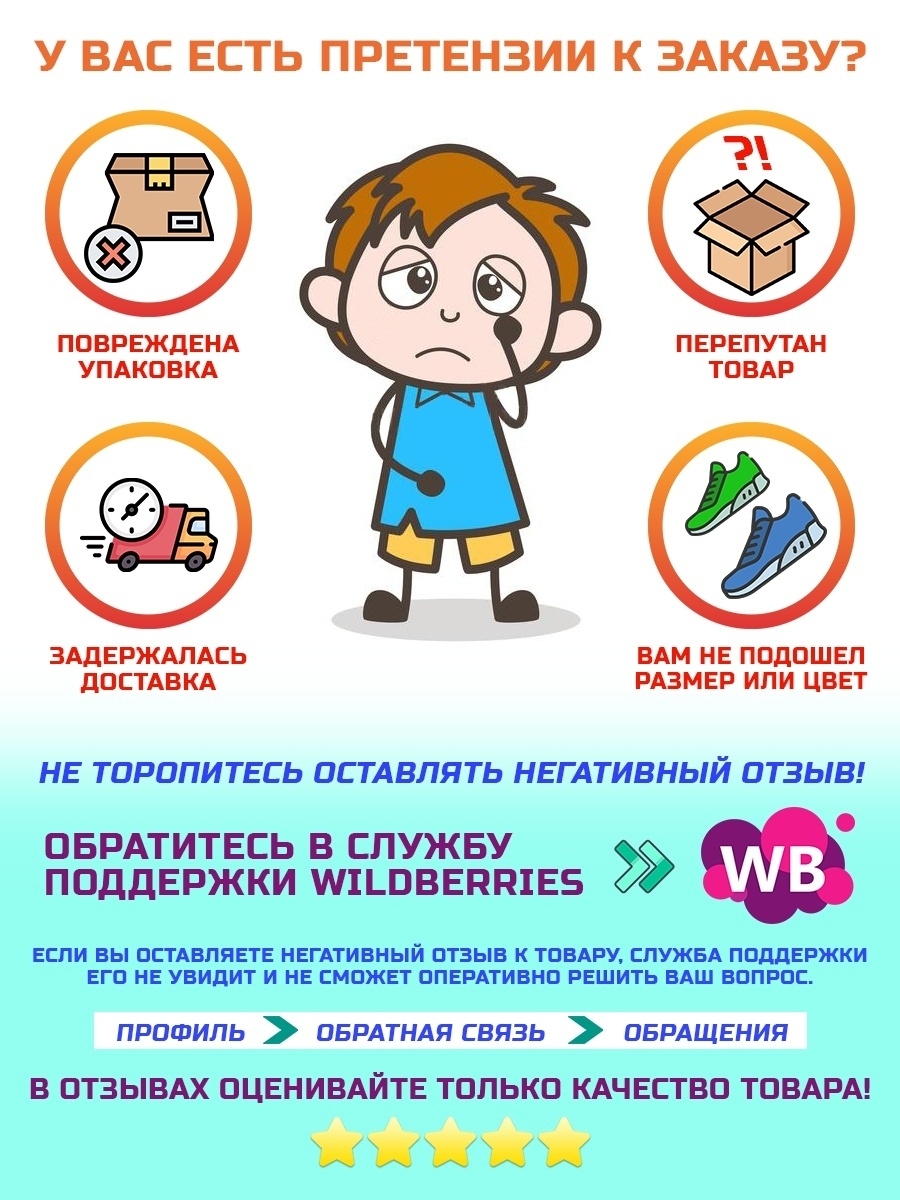 У ВАС ЕСТЬ ПРЕТЕНЗИИ К ЗАКАЗУ?
?!
ПОВРЕЖДЕНА
УПАКОВКА
ПЕРЕПУТАН
ТОВАР
ЗАДЕРЖАЛАСЬ
ДОСТАВКА
ВАМ НЕ ПОДОШЕЛ
РАЗМЕР ИЛИ ЦВЕТ
НЕ ТОРОПИТЕСЬ ОСТАВЛЯТЬ НЕГАТИВНЫЙ ОТЗЫВ!
ОБРАТИТЕСЬ В СЛУЖБУ
ПОДДЕРЖКИ WILDBERRIES
WB
ЕСЛИ ВЫ ОСТАВЛЯЕТЕ НЕГАТИВНЫЙ ОТЗЫВ К ТОВАРУ, СЛУЖБА ПОДДЕРЖКИ
ЕГО НЕ УВИДИТ И НЕ СМОЖЕТ ОПЕРАТИВНО РЕШИТЬ ВАШ ВОПРОС.
ПРОФИЛЬ ОБРАТНАЯ СВЯЗЬ ОБРАЩЕНИЯ
В ОТЗЫВАХ ОЦЕНИВАЙТЕ ТОЛЬКО КАЧЕСТВО ТОВАРА!